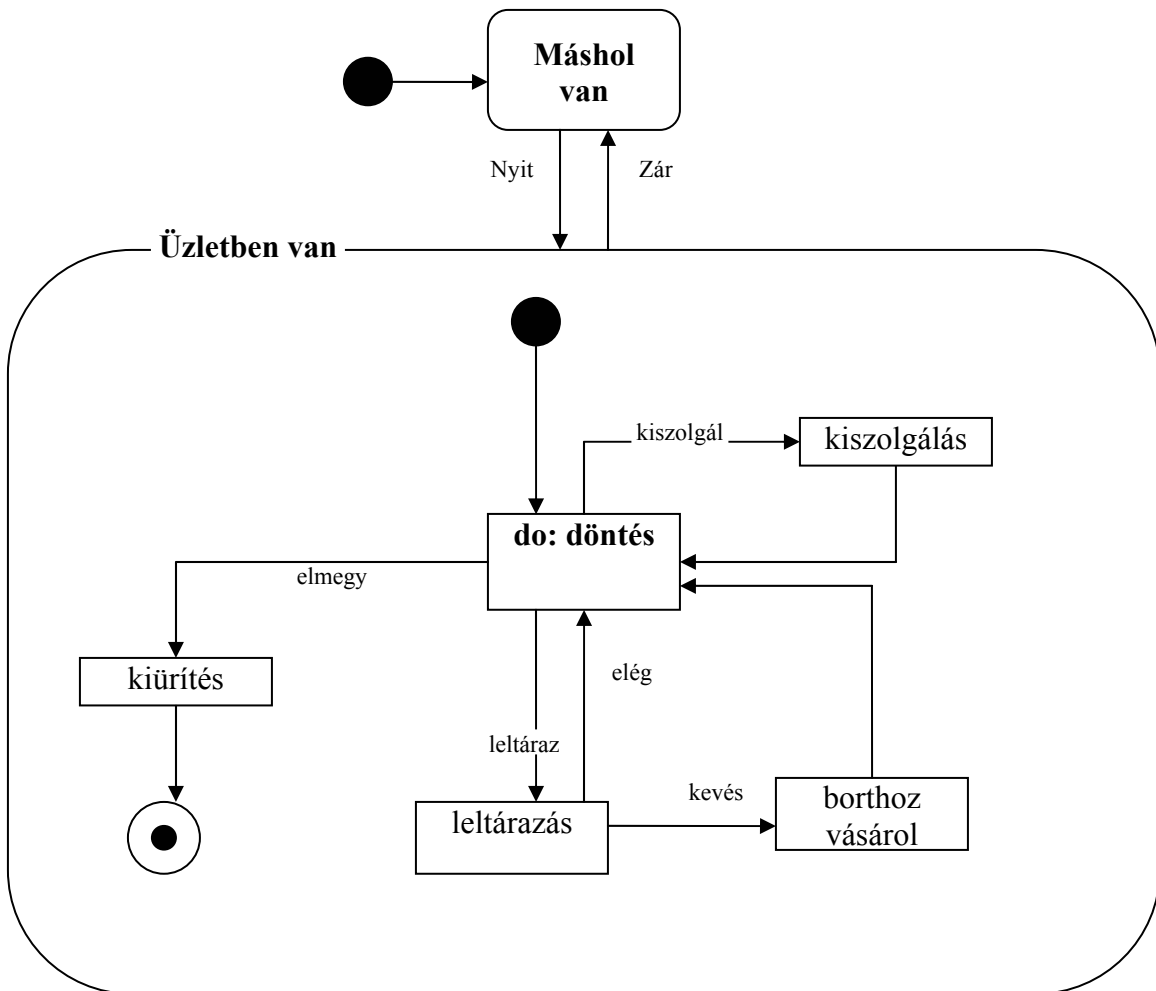 Máshol
van
Nyit
Zár
Üzletben van
kiszolgál
kiszolgálás
do: döntés
elmegy
kiürítés
elég
leltáraz
kevés
borthoz
vásárol
leltárazás